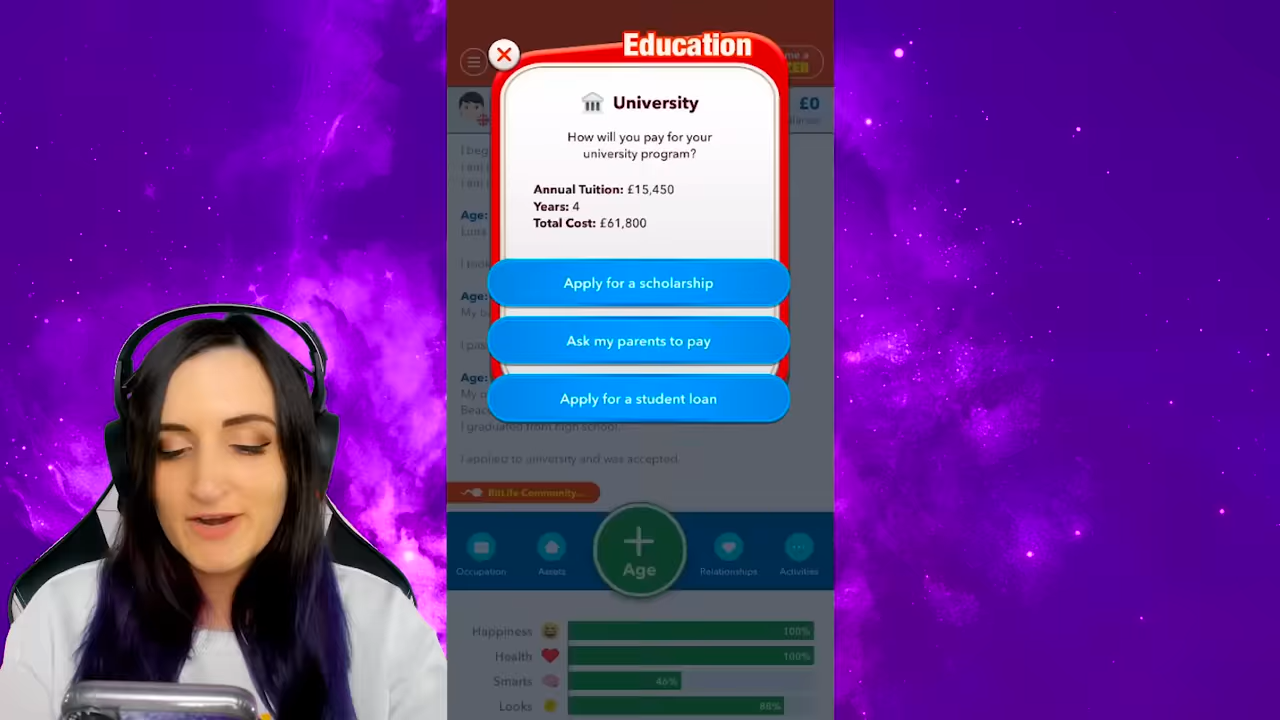 Education
University
How will you pay for your
university program?
Annual Tuition: £15,450
Years: 4
Total Cost: £61,800
£0
Apply for a scholarship
Ask my parents to pay
Apply for a student loan
Age:
Age:
Age:
I graduated from high school.
I applied to university and was accepted.
BitLife Community...
+
Age
Occupation
Assets
Relationships
Activities
Happiness 100%
Health 100%
Smarts 46%
Looks 88%